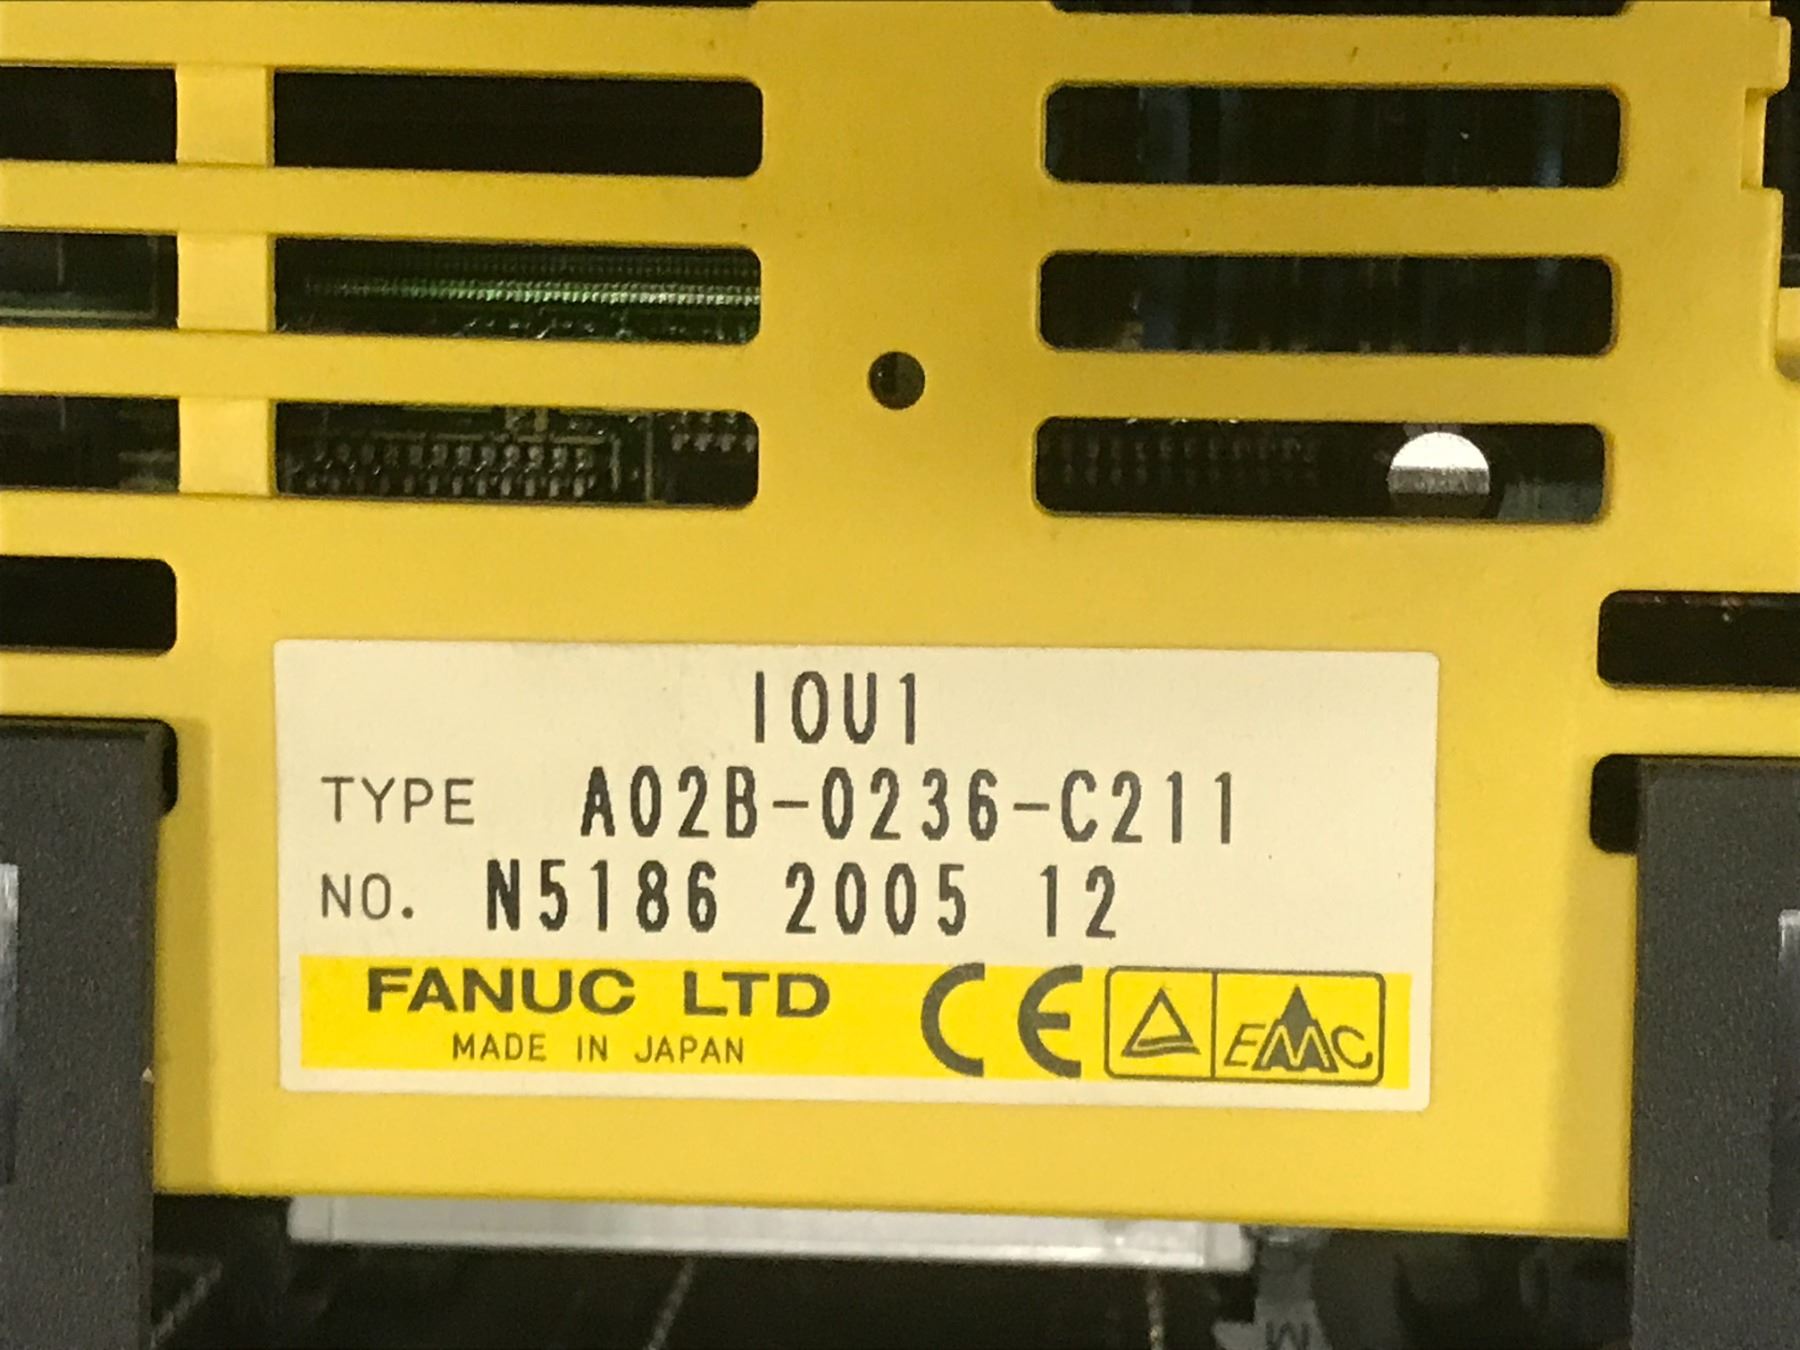 IOU1
TYPE A02B-0236-C211
NO. N5186 2005 12
FANUC LTD
MADE IN JAPAN
CE
EMC
M